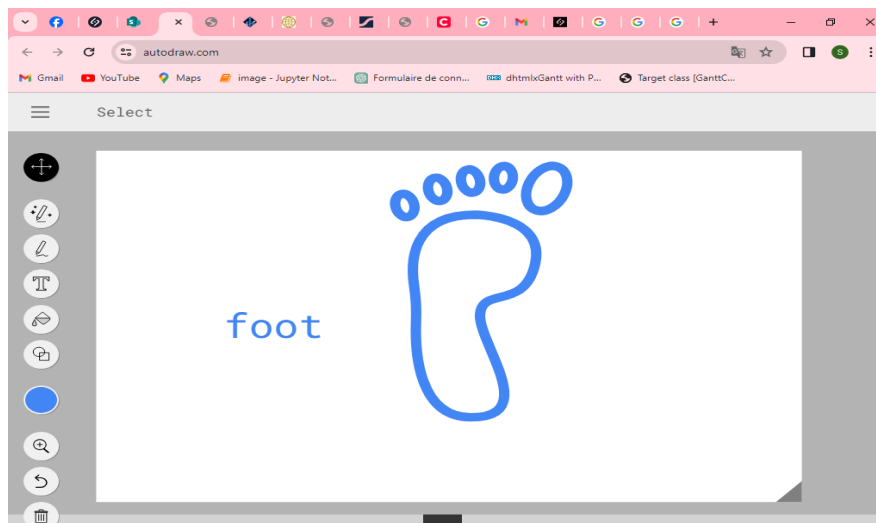 autodraw.com
Gmail YouTube Maps image - Jupyter Not... Formulaire de conn... dhtmlxGantt with P... Target class [GanttC...
Select
foot